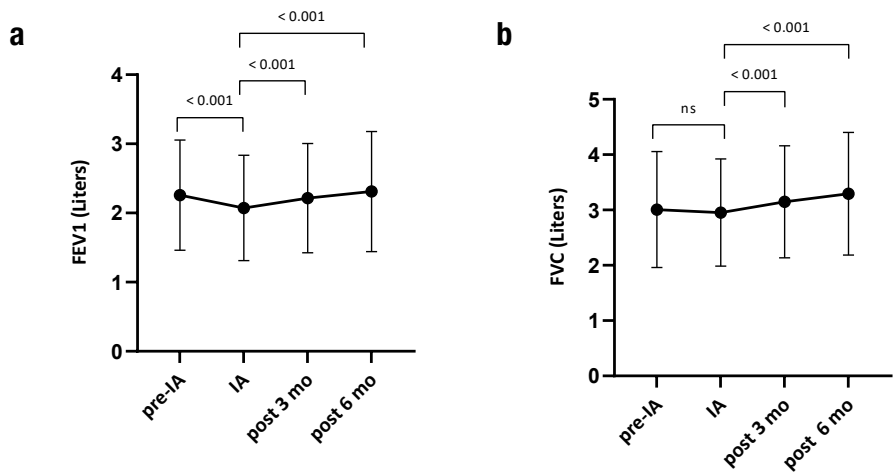 a
< 0.001
< 0.001
< 0.001
FEV1 (Liters)
4
3
2
1
0
pre-IA
IA
post 3 mo
post 6 mo
b
< 0.001
< 0.001
ns
FVC (Liters)
5
4
3
2
1
0
pre-IA
IA
post 3 mo
post 6 mo